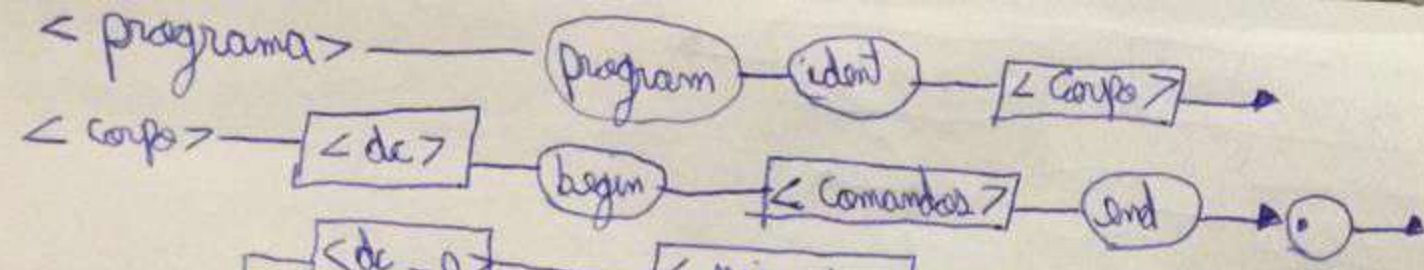 <programa> program ident <Corpo>
<corpo> <dc> begin <Comandos> end .
<dc